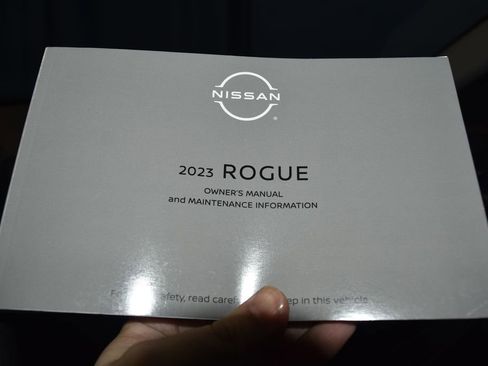 NISSAN
®
2023 ROGUE
OWNER'S MANUAL
and MAINTENANCE INFORMATION
safety, read in this vehicle